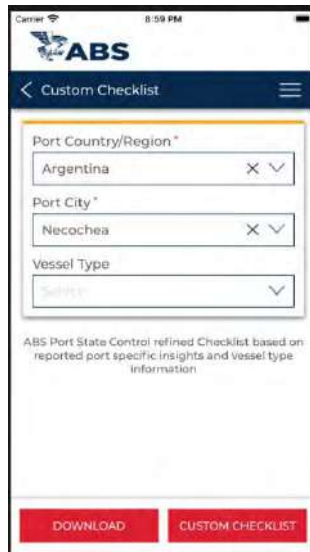 Carrier 8:59 PM
ABS
Custom Checklist
Port Country/Region*
Argentina
Port City*
Necochea
Vessel Type
Select
ABS Port State Control refined Checklist based on
reported port specific insights and vessel type
information
DOWNLOAD CUSTOM CHECKLIST